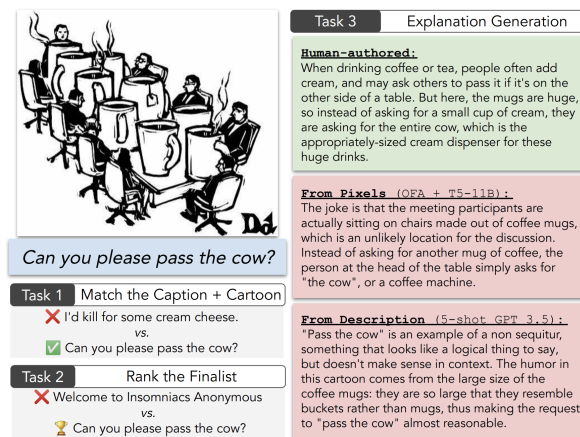 Can you please pass the cow?
Task 1 Match the Caption + Cartoon
❌ I'd kill for some cream cheese.
vs.
✅ Can you please pass the cow?
Task 2 Rank the Finalist
❌ Welcome to Insomniacs Anonymous
vs.
🏆 Can you please pass the cow?
Task 3 Explanation Generation
Human-authored:
When drinking coffee or tea, people often add
cream, and may ask others to pass it if it's on the
other side of a table. But here, the mugs are huge,
so instead of asking for a small cup of cream, they
are asking for the entire cow, which is the
appropriately-sized cream dispenser for these
huge drinks.
From Pixels (OFA + T5-11B):
The joke is that the meeting participants are
actually sitting on chairs made out of coffee mugs,
which is an unlikely location for the discussion.
Instead of asking for another mug of coffee, the
person at the head of the table simply asks for
"the cow", or a coffee machine.
From Description (5-shot GPT 3.5):
"Pass the cow" is an example of a non sequitur,
something that looks like a logical thing to say,
but doesn't make sense in context. The humor in
this cartoon comes from the large size of the
coffee mugs: they are so large that they resemble
buckets rather than mugs, thus making the request
to "pass the cow" almost reasonable.